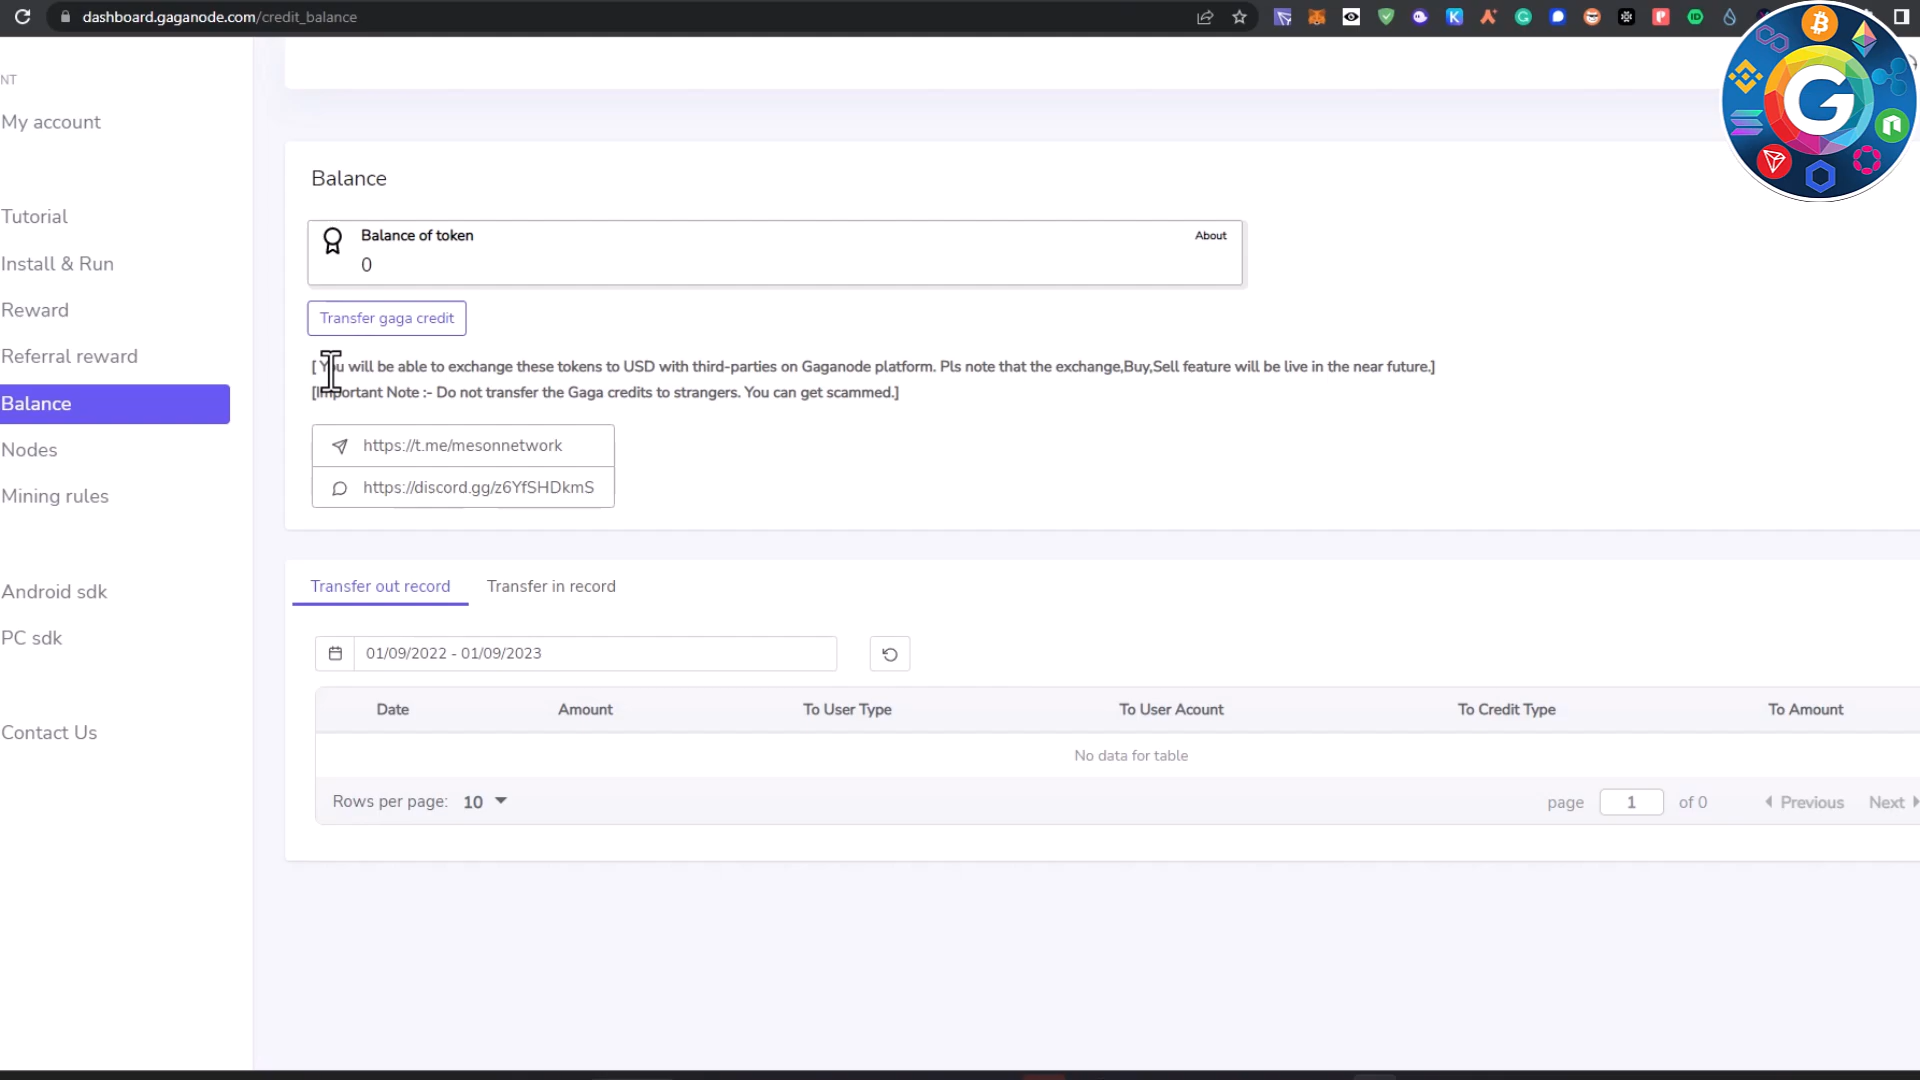 dashboard.gaganode.com/credit_balance
NT
My account
Tutorial
Install & Run
Reward
Referral reward
Balance
Nodes
Mining rules
Android sdk
PC sdk
Contact Us
Balance
Balance of token
About
0
Transfer gaga credit
[ You will be able to exchange these tokens to USD with third-parties on Gaganode platform. Pls note that the exchange,Buy,Sell feature will be live in the near future.]
[Important Note :- Do not transfer the Gaga credits to strangers. You can get scammed.]
https://t.me/mesonnetwork
https://discord.gg/z6YfSHDkmS
Transfer out record Transfer in record
01/09/2022 - 01/09/2023
Date Amount To User Type To User Acount To Credit Type To Amount
No data for table
Rows per page: 10 page 1 of 0 Previous Next
G